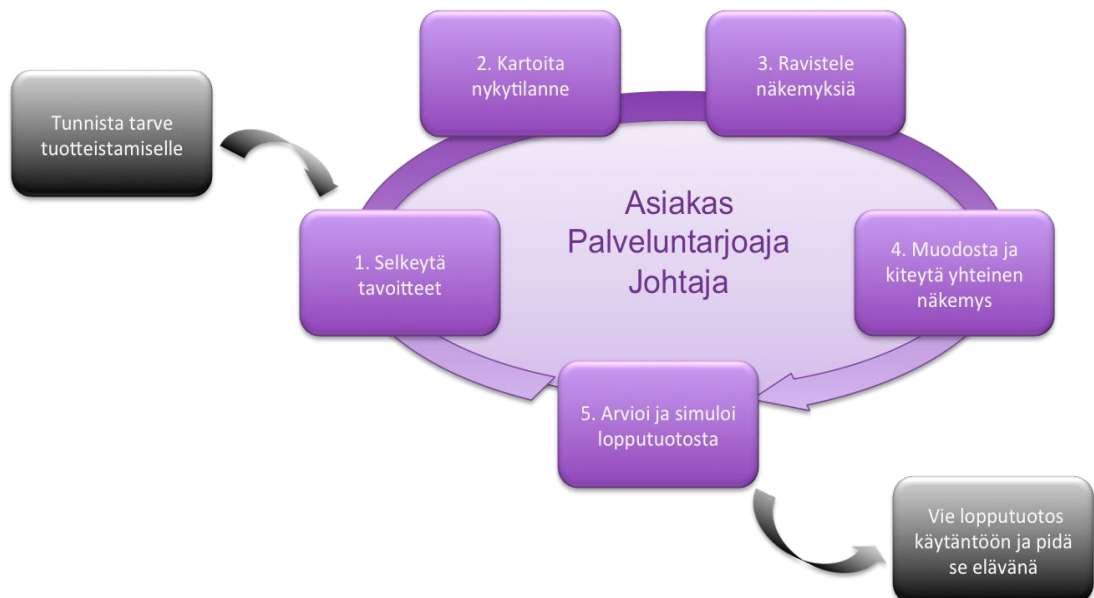 Tunnista tarve
tuotteistamiselle
1. Selkeytä
tavoitteet
2. Kartoita
nykytilanne
3. Ravistele
näkemyksiä
4. Muodosta ja
kiteytä yhteinen
näkemys
5. Arvioi ja simuloi
lopputuotosta
Asiakas
Palveluntarjoaja
Johtaja
Vie lopputuotos
käytäntöön ja pidä
se elävänä